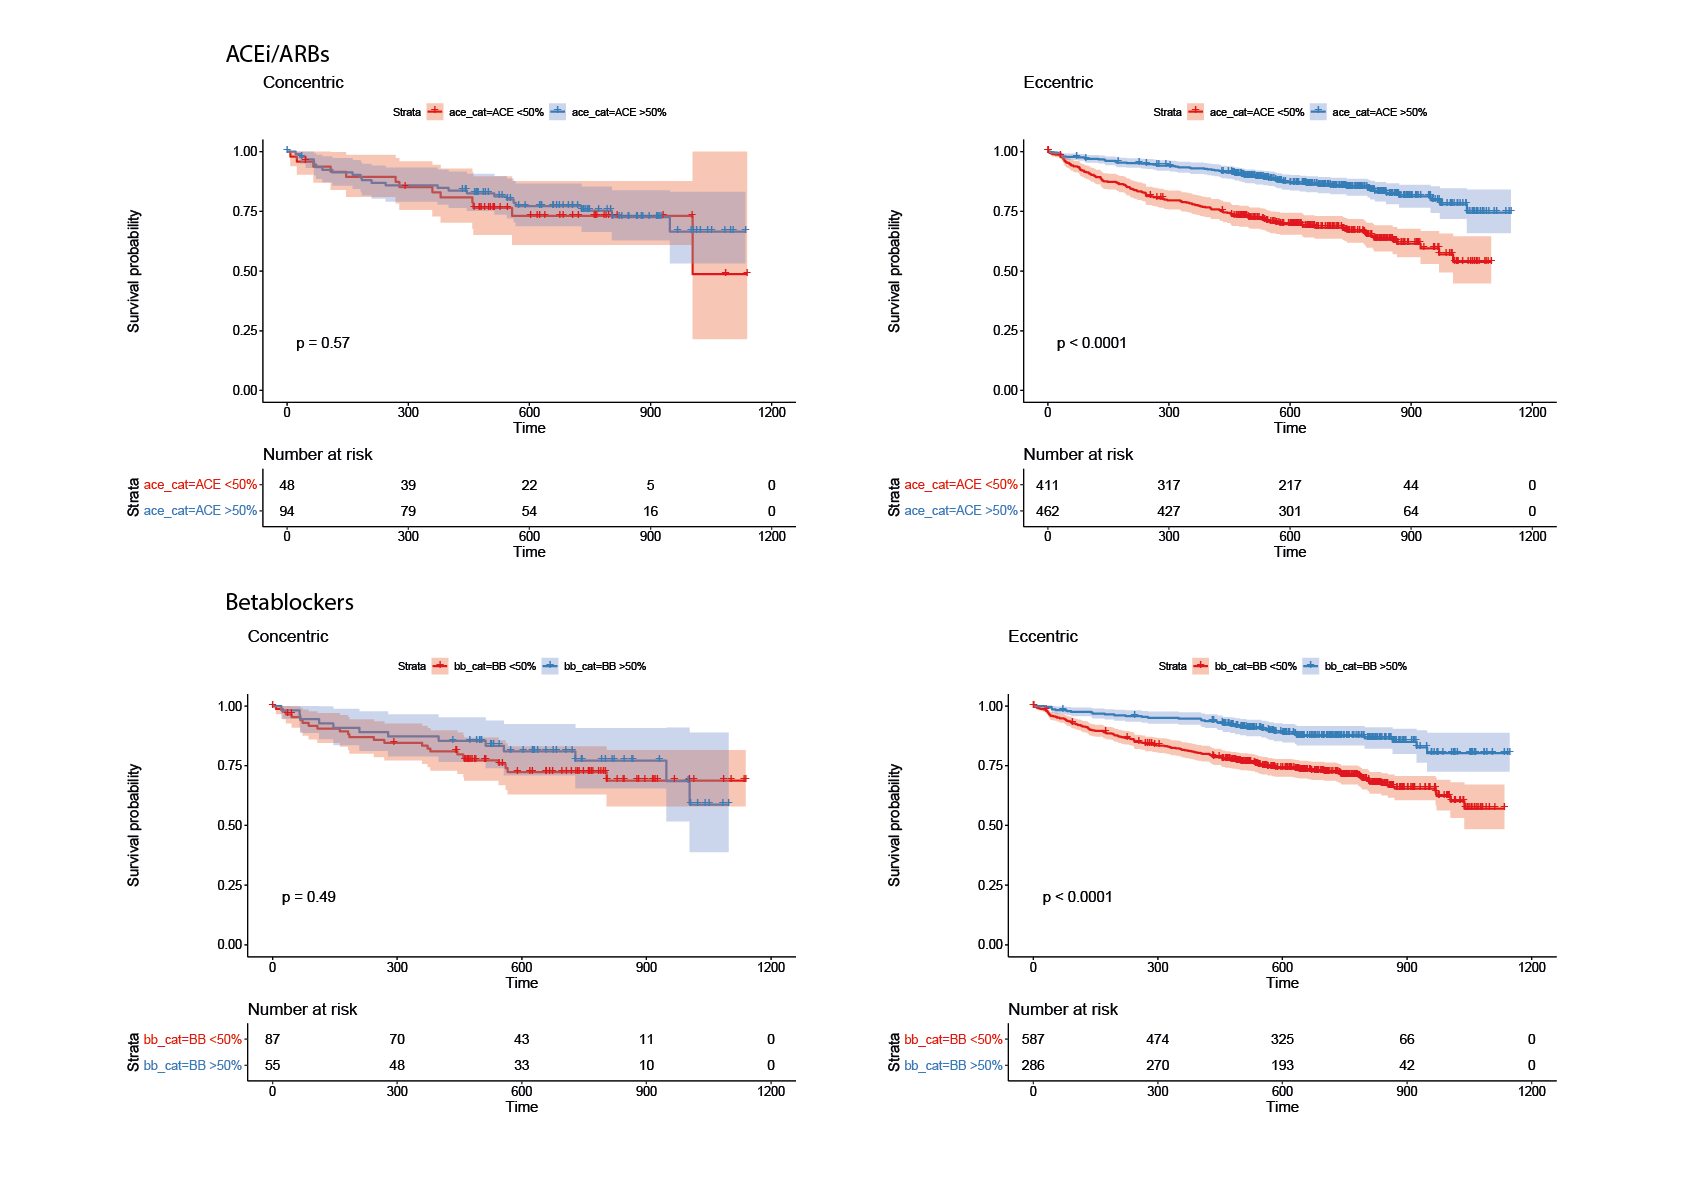 ACEi/ARBs
Concentric
Strata ace_cat=ACE <50% ace_cat=ACE >50%
1.00
0.75
0.50
0.25
0.00
Survival probability
p = 0.57
0 300 600 900 1200
Time
Number at risk
Strata
ace_cat=ACE <50% 48 39 22 5 0
ace_cat=ACE >50% 94 79 54 16 0
0 300 600 900 1200
Time
Eccentric
Strata ace_cat=ACE <50% ace_cat=ACE >50%
1.00
0.75
0.50
0.25
0.00
Survival probability
p < 0.0001
0 300 600 900 1200
Time
Number at risk
Strata
ace_cat=ACE <50% 411 317 217 44 0
ace_cat=ACE >50% 462 427 301 64 0
0 300 600 900 1200
Time
Betablockers
Concentric
Strata bb_cat=BB <50% bb_cat=BB >50%
1.00
0.75
0.50
0.25
0.00
Survival probability
p = 0.49
0 300 600 900 1200
Time
Number at risk
Strata
bb_cat=BB <50% 87 70 43 11 0
bb_cat=BB >50% 55 48 33 10 0
0 300 600 900 1200
Time
Eccentric
Strata bb_cat=BB <50% bb_cat=BB >50%
1.00
0.75
0.50
0.25
0.00
Survival probability
p < 0.0001
0 300 600 900 1200
Time
Number at risk
Strata
bb_cat=BB <50% 587 474 325 66 0
bb_cat=BB >50% 286 270 193 42 0
0 300 600 900 1200
Time